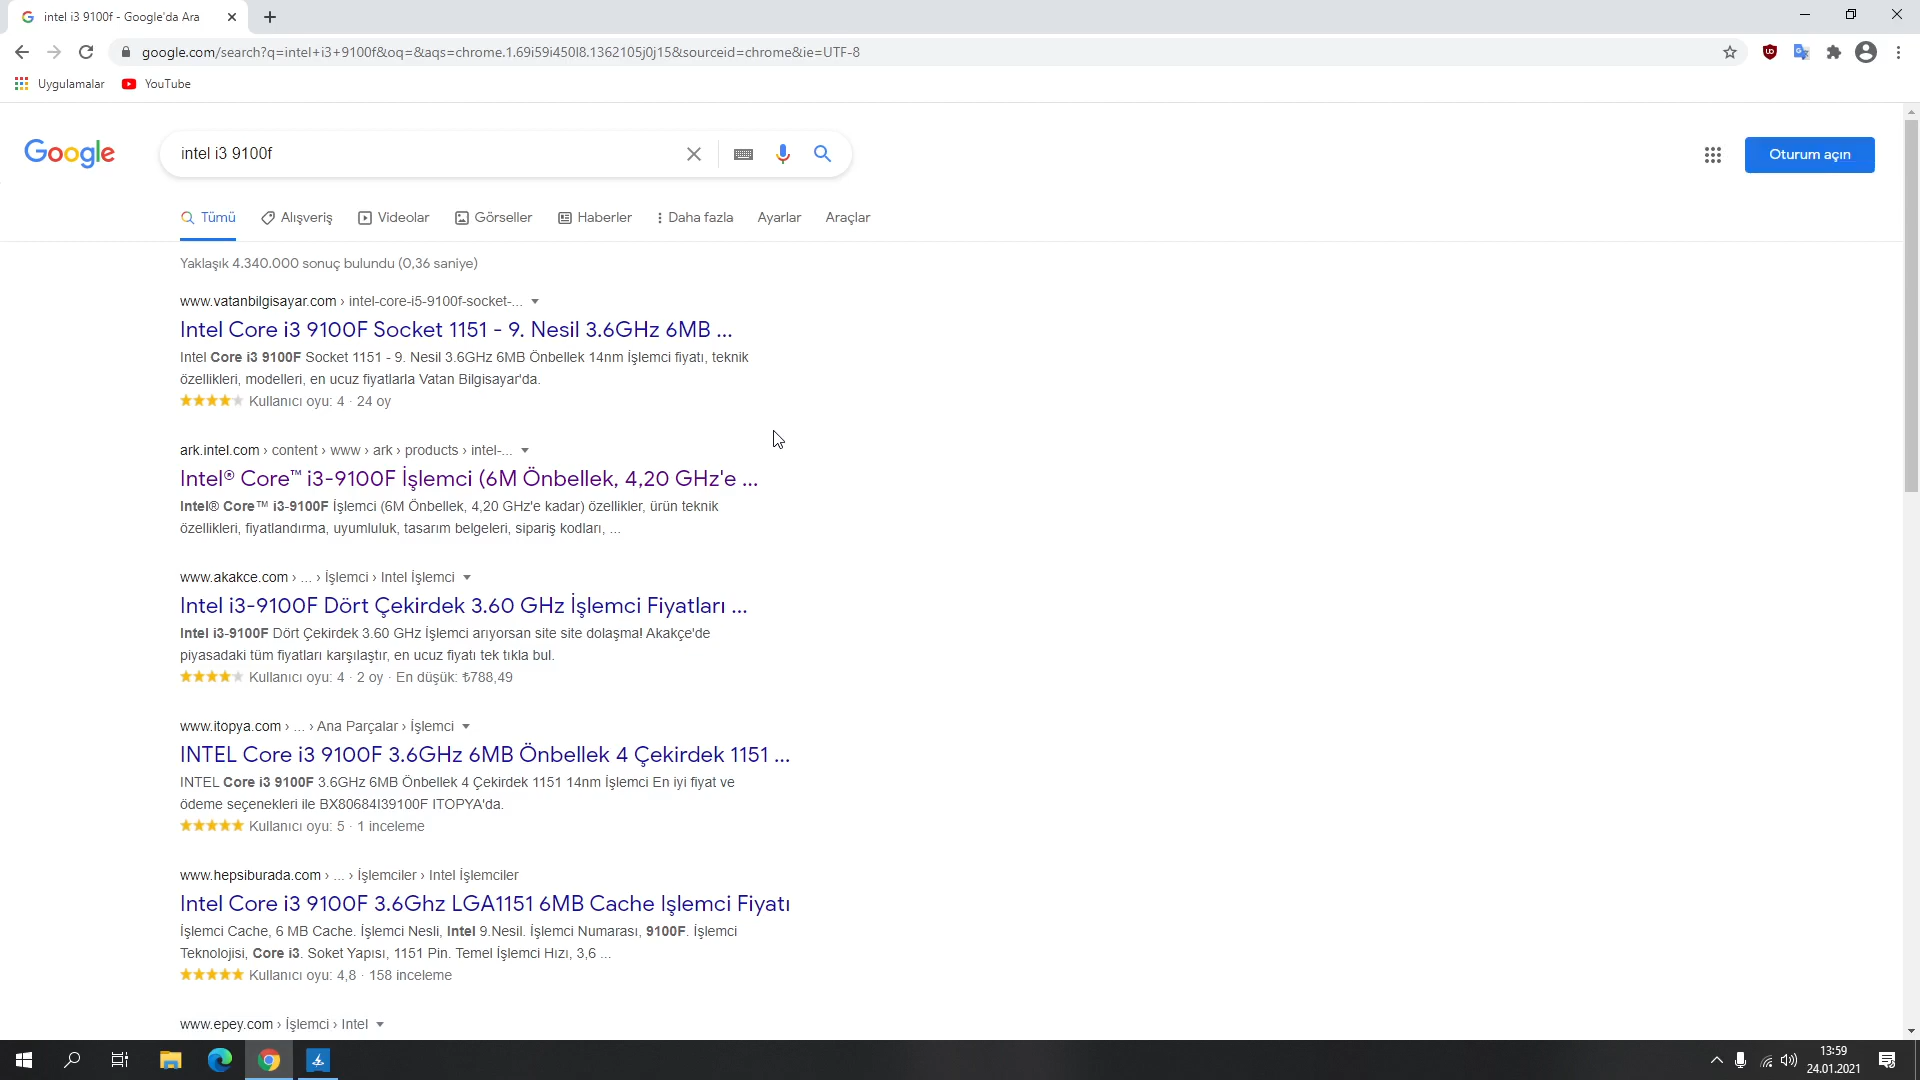 intel i3 9100f - Google'da Ara
google.com/search?q=intel+i3+9100f&oq=&aqs=chrome.1.69i59i450l8.1362105j0j15&sourceid=chrome&ie=UTF-8
Uygulamalar YouTube
Google intel i3 9100f Oturum açın
Tümü Alışveriş Videolar Görseller Haberler Daha fazla Ayarlar Araçlar
Yaklaşık 4.340.000 sonuç bulundu (0,36 saniye)
www.vatanbilgisayar.com › intel-core-i5-9100f-socket-...
Intel Core i3 9100F Socket 1151 - 9. Nesil 3.6GHz 6MB ...
Intel Core i3 9100F Socket 1151 - 9. Nesil 3.6GHz 6MB Önbellek 14nm İşlemci fiyatı, teknik
özellikleri, modelleri, en ucuz fiyatlarla Vatan Bilgisayar'da.
Kullanıcı oyu: 4 · 24 oy
ark.intel.com › content › www › ark › products › intel-...
Intel® Core™ i3-9100F İşlemci (6M Önbellek, 4,20 GHz'e ...
Intel® Core™ i3-9100F İşlemci (6M Önbellek, 4,20 GHz'e kadar) özellikler, ürün teknik
özellikleri, fiyatlandırma, uyumluluk, tasarım belgeleri, sipariş kodları, ...
www.akakce.com › ... › İşlemci › Intel İşlemci
Intel i3-9100F Dört Çekirdek 3.60 GHz İşlemci Fiyatları ...
Intel i3-9100F Dört Çekirdek 3.60 GHz İşlemci arıyorsan site site dolaşma! Akakçe'de
piyasadaki tüm fiyatları karşılaştır, en ucuz fiyatı tek tıkla bul.
Kullanıcı oyu: 4 · 2 oy · En düşük: ₺788,49
www.itopya.com › ... › Ana Parçalar › İşlemci
INTEL Core i3 9100F 3.6GHz 6MB Önbellek 4 Çekirdek 1151 ...
INTEL Core i3 9100F 3.6GHz 6MB Önbellek 4 Çekirdek 1151 14nm İşlemci En iyi fiyat ve
ödeme seçenekleri ile BX80684I39100F ITOPYA'da.
Kullanıcı oyu: 5 · 1 inceleme
www.hepsiburada.com › ... › İşlemciler › Intel İşlemciler
Intel Core i3 9100F 3.6Ghz LGA1151 6MB Cache Işlemci Fiyatı
İşlemci Cache, 6 MB Cache. İşlemci Nesli, Intel 9.Nesil. İşlemci Numarası, 9100F. İşlemci
Teknolojisi, Core i3. Soket Yapısı, 1151 Pin. Temel İşlemci Hızı, 3,6 ...
Kullanıcı oyu: 4,8 · 158 inceleme
www.epey.com › İşlemci › Intel
13:59
24.01.2021